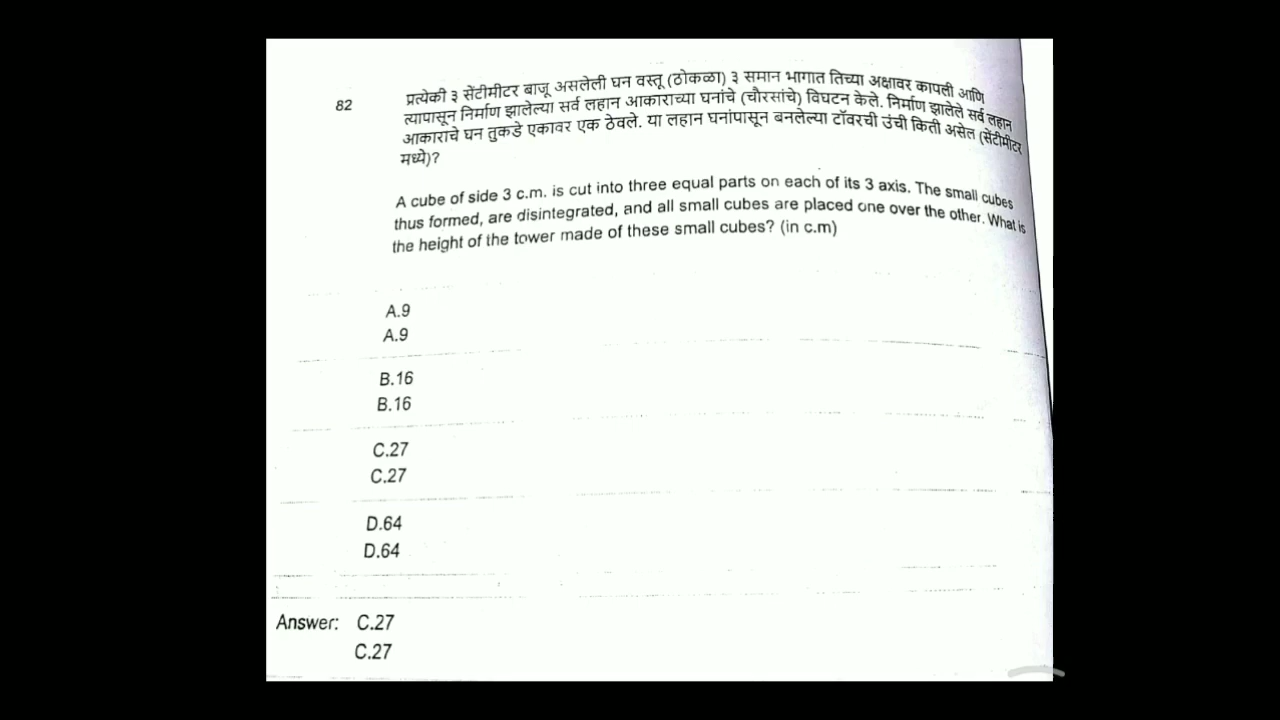 82
प्रत्येकी ३ सेंटीमीटर बाजू असलेली घन वस्तू (ठोकळा) ३ समान भागात तिच्या अक्षावर कापली आणि
त्यापासून निर्माण झालेल्या सर्व लहान आकाराच्या घनांचे (चौरसांचे) विघटन केले. निर्माण झालेले सर्व लहान
आकाराचे घन तुकडे एकावर एक ठेवले. या लहान घनांपासून बनलेल्या टॉवरची उंची किती असेल (सेंटीमीटर
मध्ये)?
A cube of side 3 c.m. is cut into three equal parts on each of its 3 axis. The small cubes
thus formed, are disintegrated, and all small cubes are placed one over the other. What is
the height of the tower made of these small cubes? (in c.m)
A.9
A.9
B.16
B.16
C.27
C.27
D.64
D.64
Answer: C.27
C.27